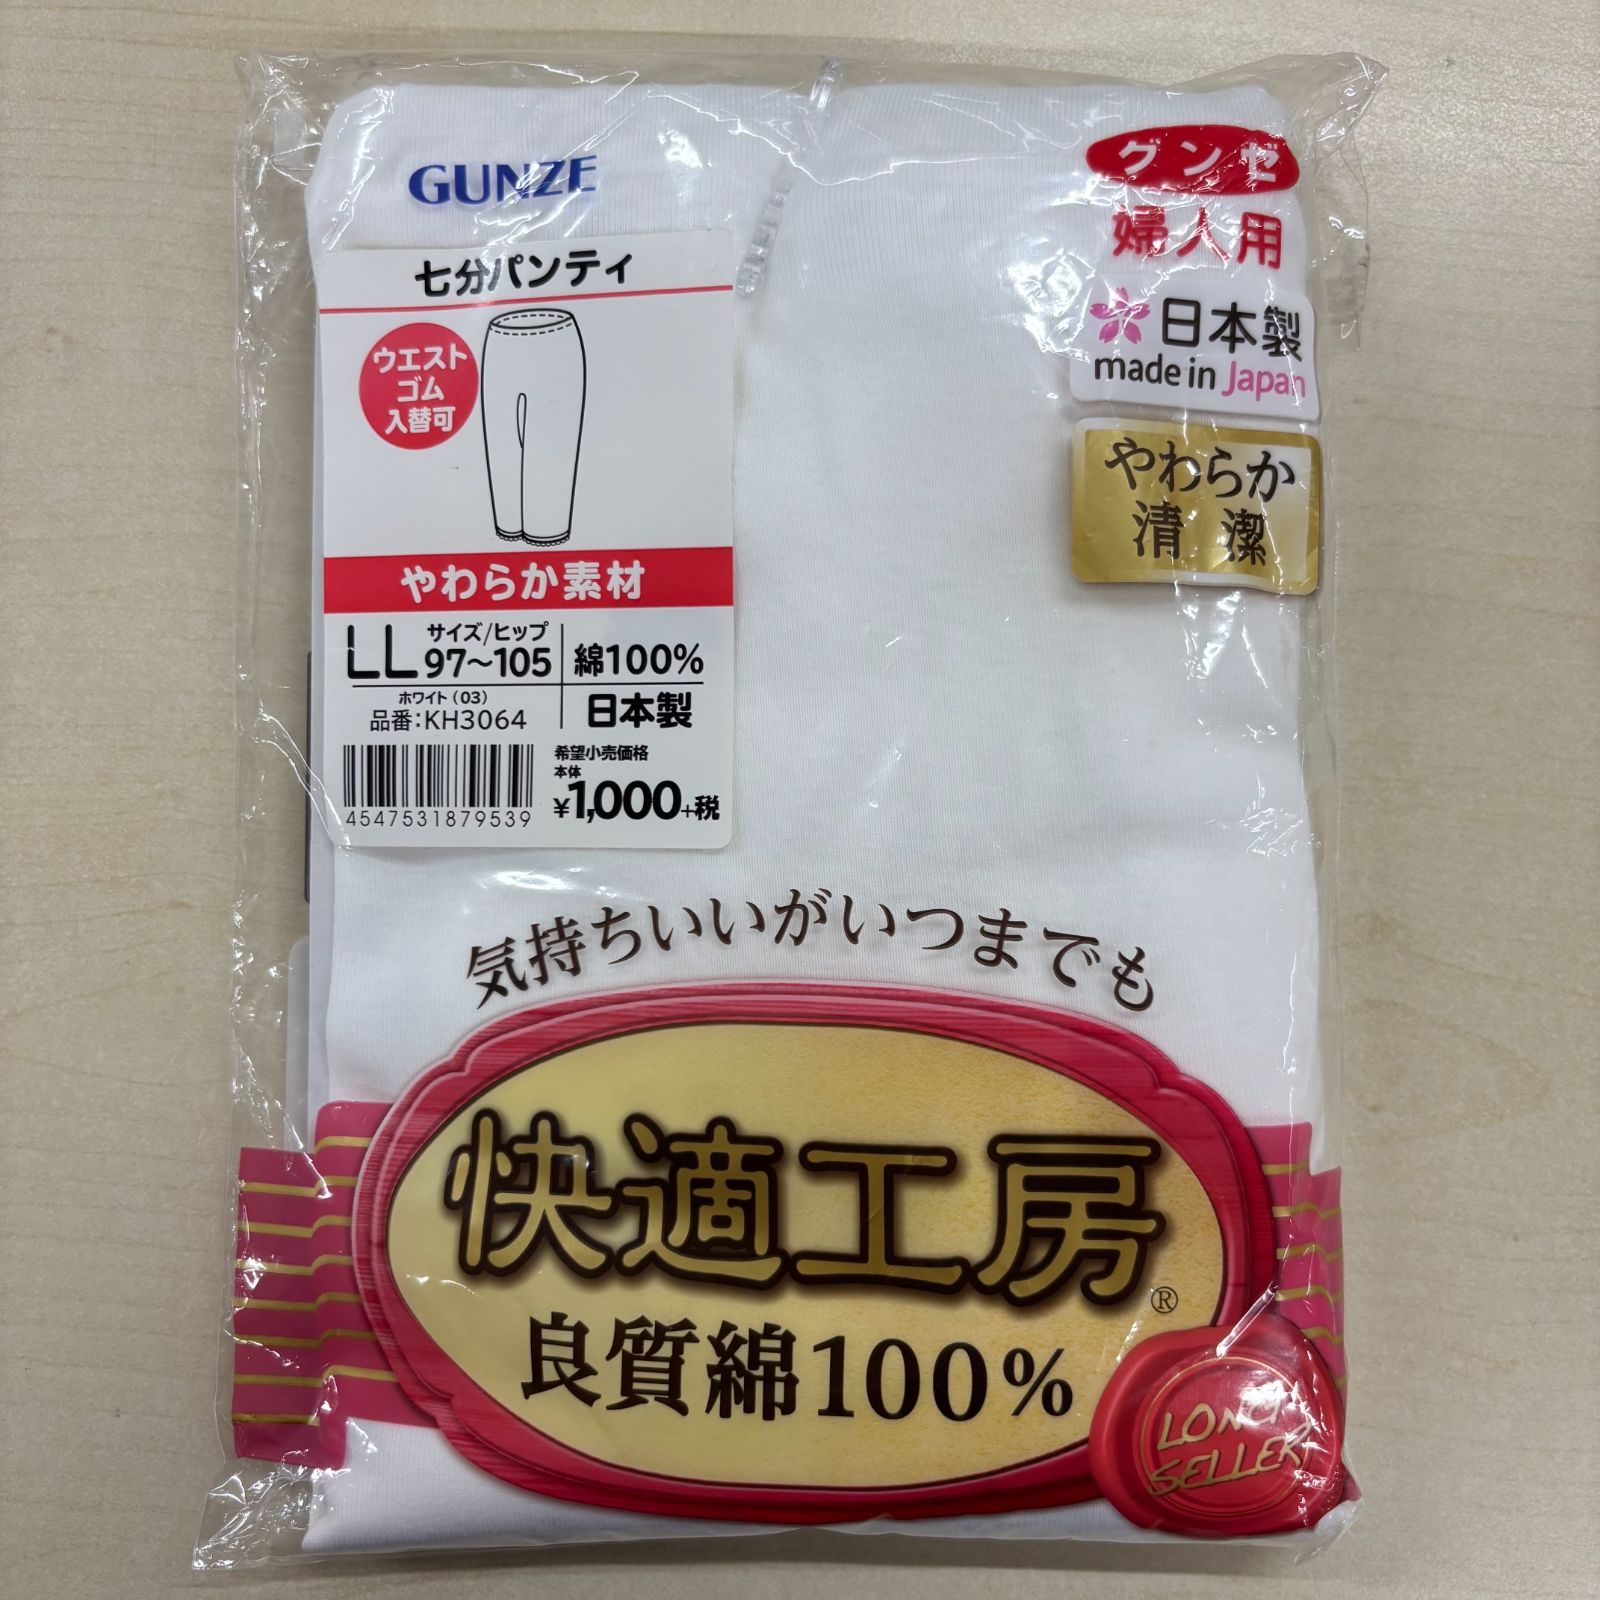 GUNZE
七分パンティ
ウエスト
ゴム
入替可
やわらか素材
LL サイズ/ヒップ 97〜105 綿100%
ホワイト(03)
品番:KH3064
日本製
希望小売価格
本体
¥1,000+税
4547531879539
グンゼ
婦人用
日本製
made in Japan
やわらか
清潔
気持ちいいがいつまでも
快適工房®
良質綿100%
LONG
SELLER